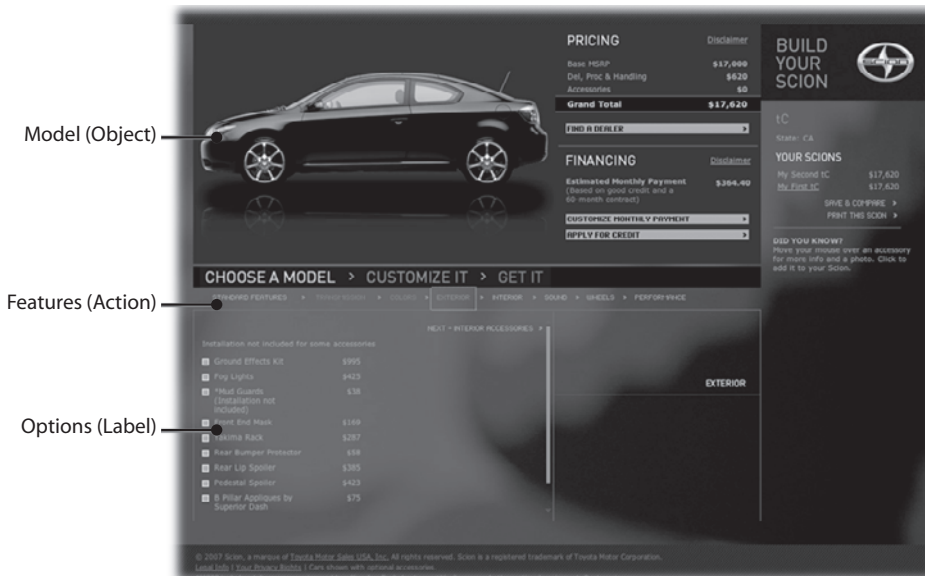 Model (Object)
Features (Action)
Options (Label)
PRICING
Disclaimer
Base MSRP $17,000
Del, Proc & Handling $620
Accessories $0
Grand Total $17,620
FIND A DEALER
FINANCING
Disclaimer
Estimated Monthly Payment $364.40
(Based on good credit and a
60-month contract)
CUSTOMIZE MONTHLY PAYMENT
APPLY FOR CREDIT
BUILD
YOUR
SCION
SCION
tC
State: CA
YOUR SCIONS
My Second tC $17,620
My First tC $17,620
SAVE & COMPARE >
PRINT THIS SCION >
DID YOU KNOW?
Move your mouse over an accessory
for more info and a photo. Click to
add it to your Scion.
CHOOSE A MODEL > CUSTOMIZE IT > GET IT
STANDARD FEATURES > TRANSMISSION > COLORS > EXTERIOR > INTERIOR > SOUND > WHEELS > PERFORMANCE
NEXT - INTERIOR ACCESSORIES >
Installation not included for some accessories
Ground Effects Kit $995
Fog Lights $425
*Mud Guards $38
(Installation not
included)
Front End Mask $160
Yakima Rack $287
Rear Bumper Protector
Rear Lip Spoiler $385
Pedestal Spoiler $423
B Pillar Appliques by $75
Superior Dash
EXTERIOR
© 2007 Scion, a marque of Toyota Motor Sales USA, Inc. All rights reserved. Scion is a registered trademark of Toyota Motor Corporation.
Legal Info | Your Privacy Rights | Cars shown with optional accessories.